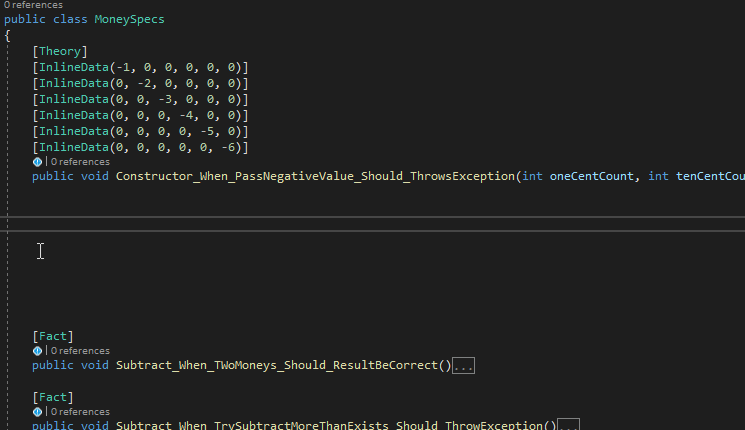 0 references
public class MoneySpecs
{
[Theory]
[InlineData(-1, 0, 0, 0, 0, 0)]
[InlineData(0, -2, 0, 0, 0, 0)]
[InlineData(0, 0, -3, 0, 0, 0)]
[InlineData(0, 0, 0, -4, 0, 0)]
[InlineData(0, 0, 0, 0, -5, 0)]
[InlineData(0, 0, 0, 0, 0, -6)]
| 0 references
public void Constructor_When_PassNegativeValue_Should_ThrowsException(int oneCentCount, int tenCentCou
[Fact]
| 0 references
public void Subtract_When_TWoMoneys_Should_ResultBeCorrect()...
[Fact]
| 0 references
public void Subtract_When_TrySubtractMoreThanExists_Should_ThrowException()...